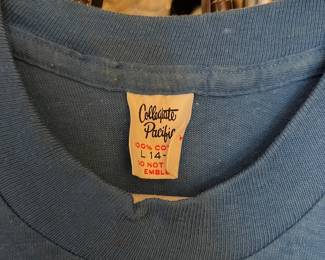 Collegiate
Pacific
100% CO
L 14-
DO NOT
EMBL